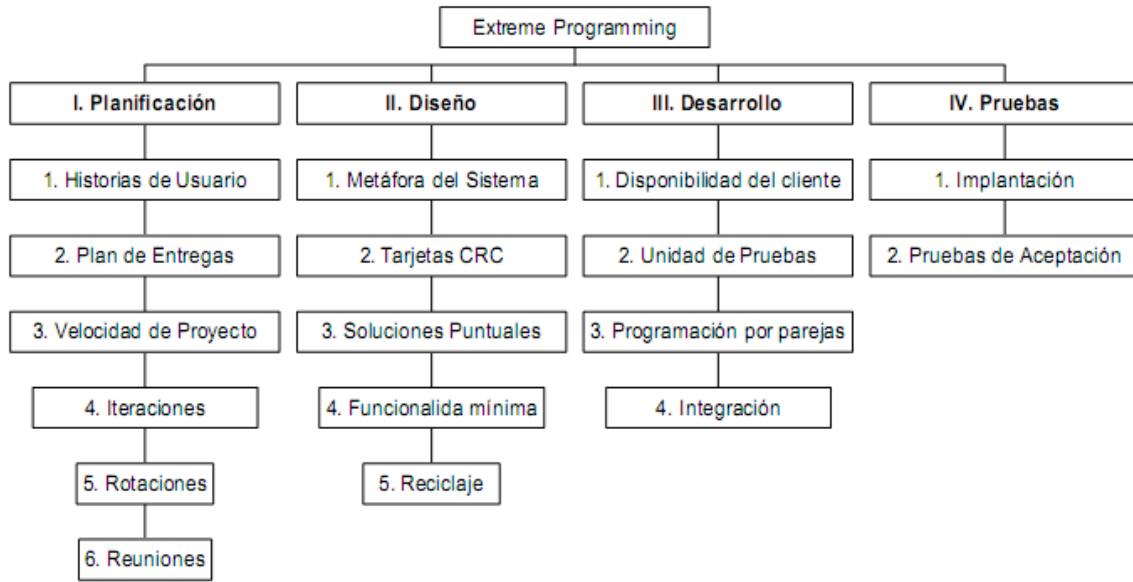 Extreme Programming
I. Planificación
1. Historias de Usuario
2. Plan de Entregas
3. Velocidad de Proyecto
4. Iteraciones
5. Rotaciones
6. Reuniones
II. Diseño
1. Metáfora del Sistema
2. Tarjetas CRC
3. Soluciones Puntuales
4. Funcionalida mínima
5. Reciclaje
III. Desarrollo
1. Disponibilidad del cliente
2. Unidad de Pruebas
3. Programación por parejas
4. Integración
IV. Pruebas
1. Implantación
2. Pruebas de Aceptación